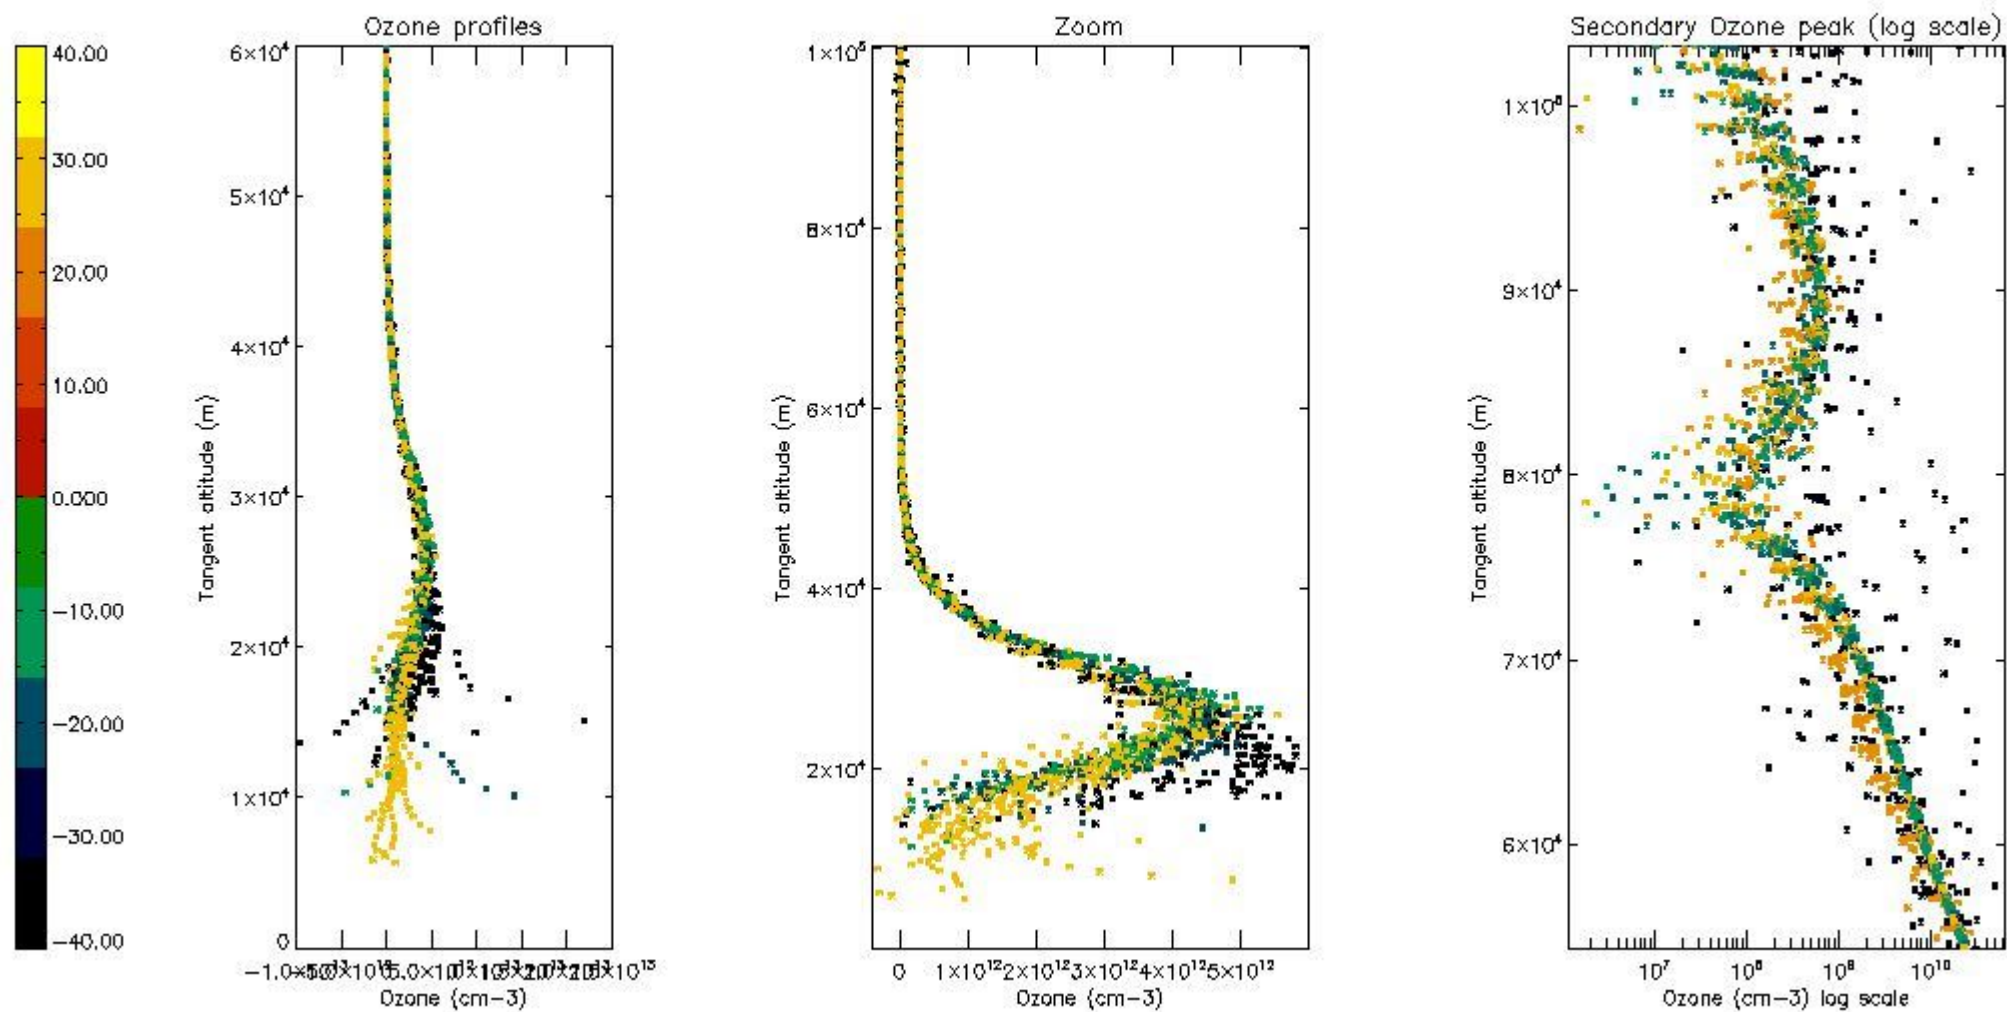 Ozone profiles
Zoom
Secondary Ozone peak (log scale)
40.00
30.00
20.00
10.00
0.000
-10.00
-20.00
-30.00
-40.00
6×10⁴
5×10⁴
4×10⁴
3×10⁴
2×10⁴
1×10⁴
0
Tangent altitude (m)
Ozone (cm-3)
1×10⁵
8×10⁴
6×10⁴
4×10⁴
2×10⁴
Tangent altitude (m)
0 1×10¹² 2×10¹² 3×10¹² 4×10¹² 5×10¹²
Ozone (cm-3)
9×10⁴
8×10⁴
7×10⁴
6×10⁴
Tangent altitude (m)
10⁷ 10⁸ 10⁹ 10¹⁰
Ozone (cm-3) log scale